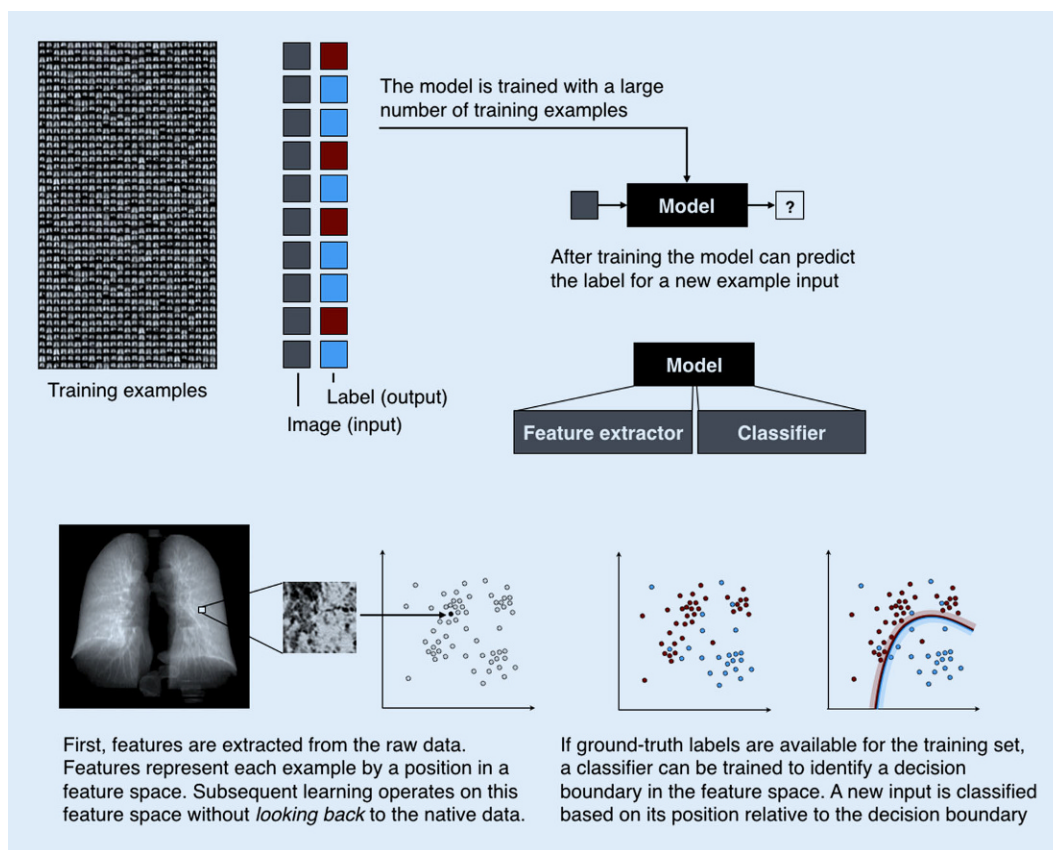 The model is trained with a large
number of training examples
Model
?
After training the model can predict
the label for a new example input
Training examples
Label (output)
Image (input)
Model
Feature extractor
Classifier
First, features are extracted from the raw data.
Features represent each example by a position in a
feature space. Subsequent learning operates on this
feature space without looking back to the native data.
If ground-truth labels are available for the training set,
a classifier can be trained to identify a decision
boundary in the feature space. A new input is classified
based on its position relative to the decision boundary